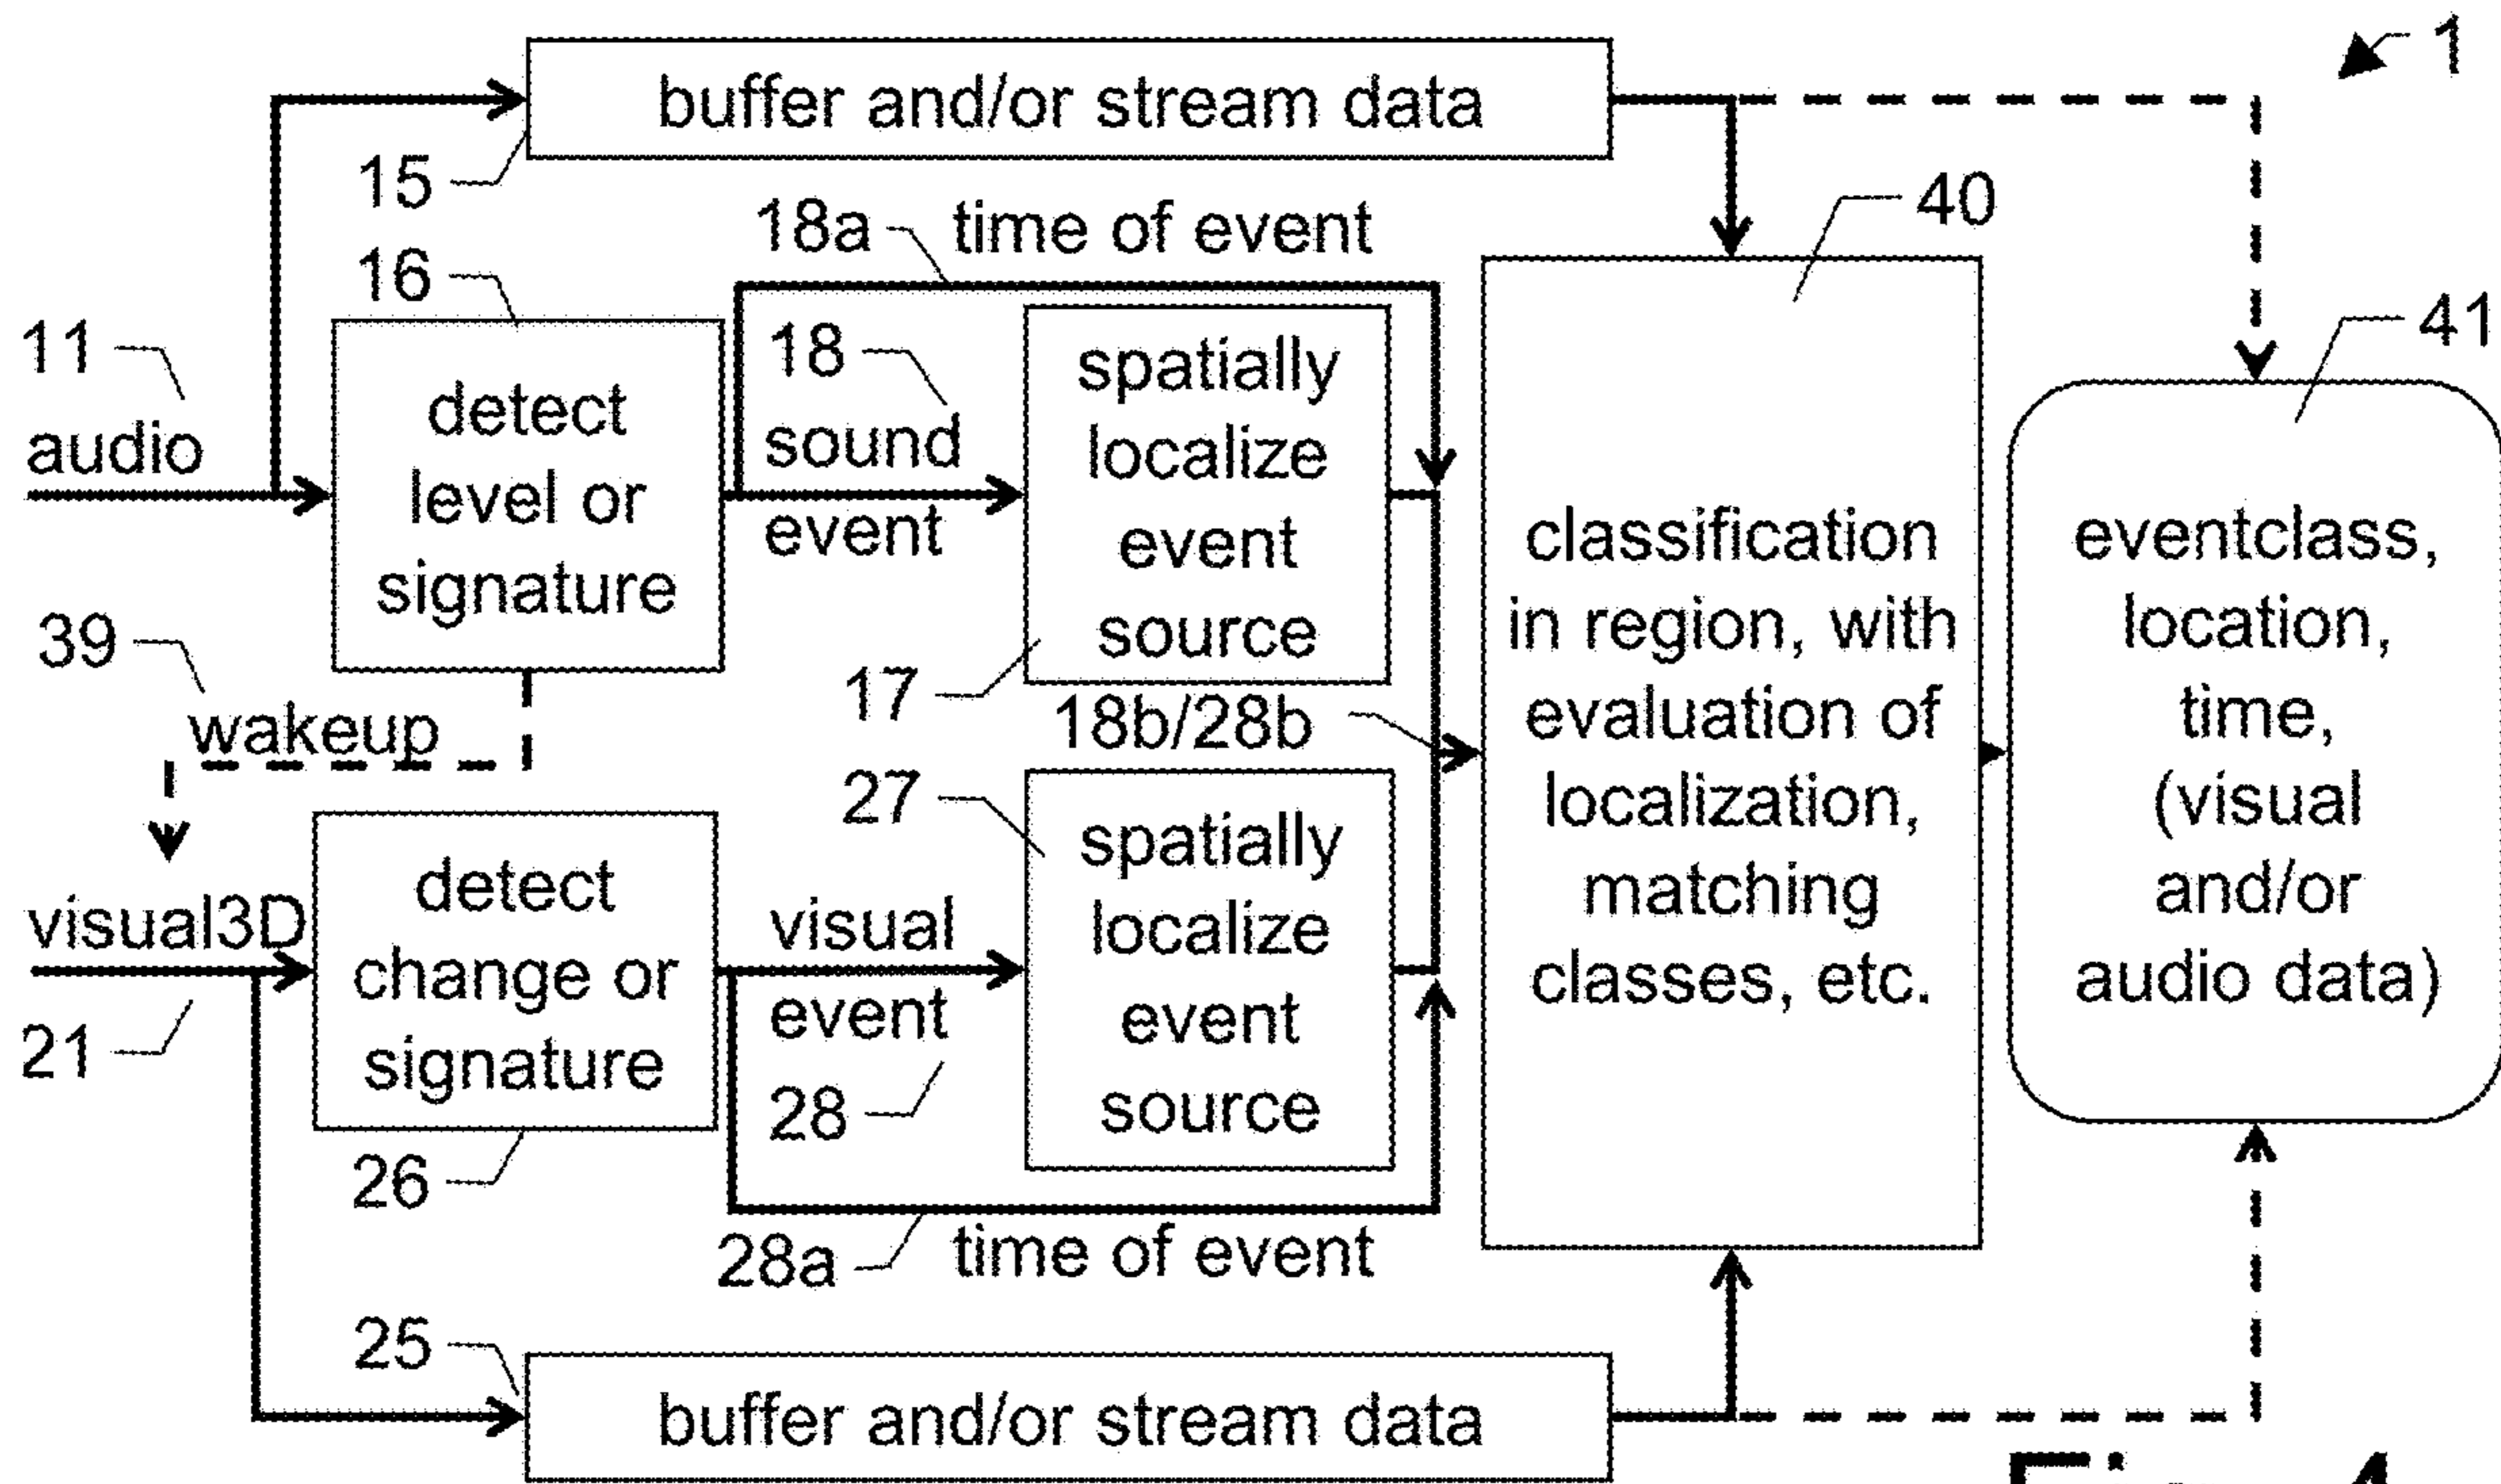 1
buffer and/or stream data
15
18a time of event
40
16
11
audio
detect
level or
signature
18
sound
event
spatially
localize
event
source
17
41
39
wakeup
18b/28b
classification
in region, with
evaluation of
localization,
matching
classes, etc.
eventclass,
location,
time,
(visual
and/or
audio data)
27
visual3D
21
detect
change or
signature
26
visual
event
28
spatially
localize
event
source
28a time of event
25
buffer and/or stream data